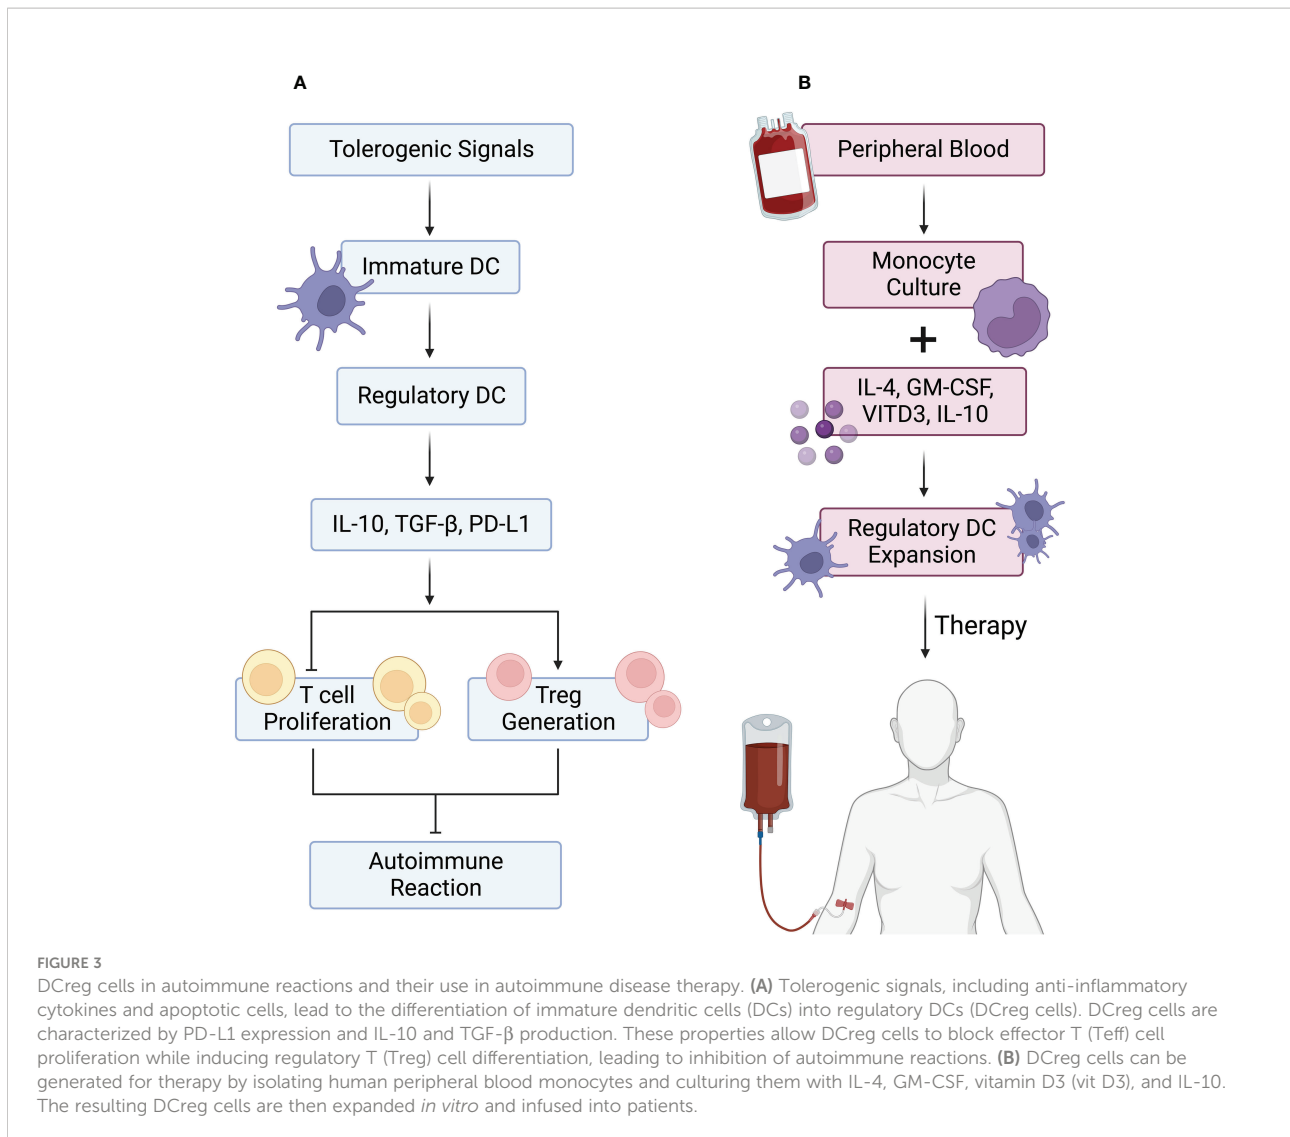 A
Tolerogenic Signals
Immature DC
Regulatory DC
IL-10, TGF-β, PD-L1
T cell
Proliferation
Treg
Generation
Autoimmune
Reaction
B
Peripheral Blood
Monocyte
Culture
+
IL-4, GM-CSF,
VITD3, IL-10
Regulatory DC
Expansion
Therapy
FIGURE 3
DCreg cells in autoimmune reactions and their use in autoimmune disease therapy. (A) Tolerogenic signals, including anti-inflammatory
cytokines and apoptotic cells, lead to the differentiation of immature dendritic cells (DCs) into regulatory DCs (DCreg cells). DCreg cells are
characterized by PD-L1 expression and IL-10 and TGF-β production. These properties allow DCreg cells to block effector T (Teff) cell
proliferation while inducing regulatory T (Treg) cell differentiation, leading to inhibition of autoimmune reactions. (B) DCreg cells can be
generated for therapy by isolating human peripheral blood monocytes and culturing them with IL-4, GM-CSF, vitamin D3 (vit D3), and IL-10.
The resulting DCreg cells are then expanded in vitro and infused into patients.